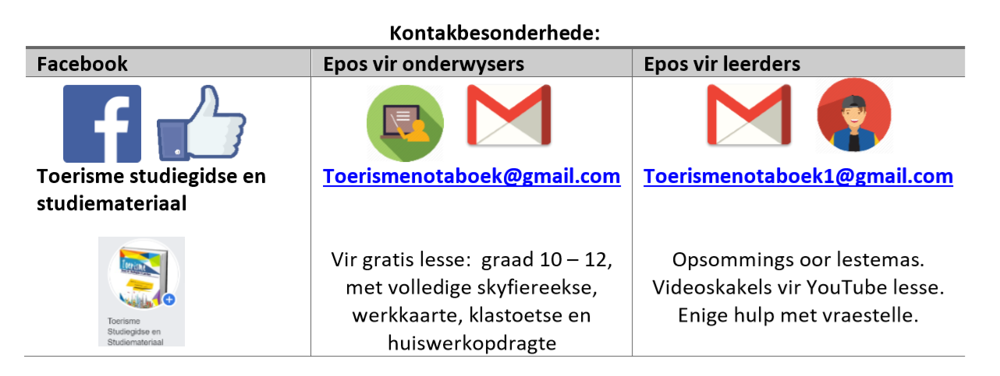 Kontakbesonderhede:
Facebook
Epos vir onderwysers
Epos vir leerders
Toerisme studiegidse en
studiemateriaal
Toerismenotaboek@gmail.com
Toerismenotaboek1@gmail.com
Toerisme
Toerisme
Studiegidse en
Studiemateriaal
Vir gratis lesse: graad 10 – 12,
met volledige skyfiereekse,
werkkaarte, klastoetse en
huiswerkopdragte
Opsommings oor lestemas.
Videoskakels vir YouTube lesse.
Enige hulp met vraestelle.